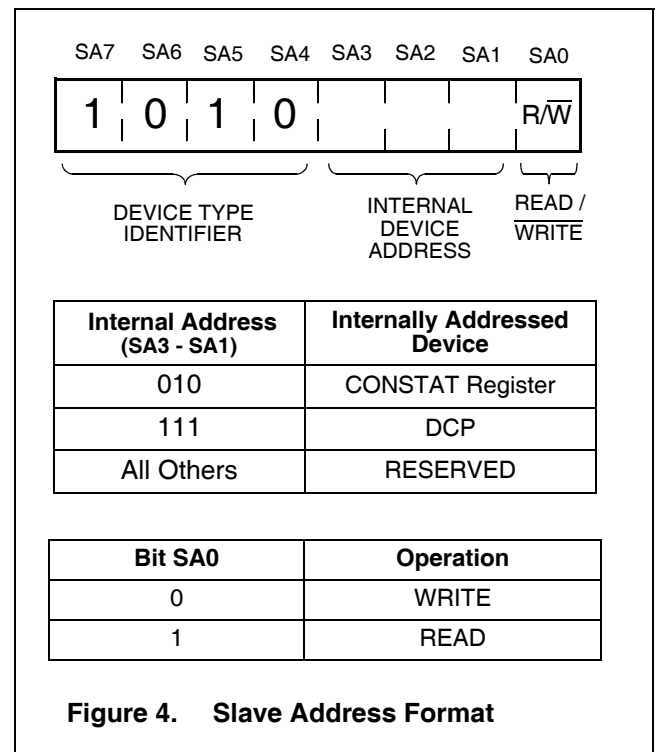 SA7 SA6 SA5 SA4 SA3 SA2 SA1 SA0
1 0 1 0 R/W̅
DEVICE TYPE IDENTIFIER
INTERNAL DEVICE ADDRESS
READ / W̅R̅I̅T̅E̅
Internal Address (SA3 - SA1) Internally Addressed Device
010 CONSTAT Register
111 DCP
All Others RESERVED
Bit SA0 Operation
0 WRITE
1 READ
Figure 4. Slave Address Format